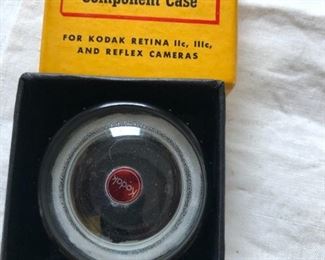 Component Case
FOR KODAK RETINA IIc, IIIc,
AND REFLEX CAMERAS
Kodak